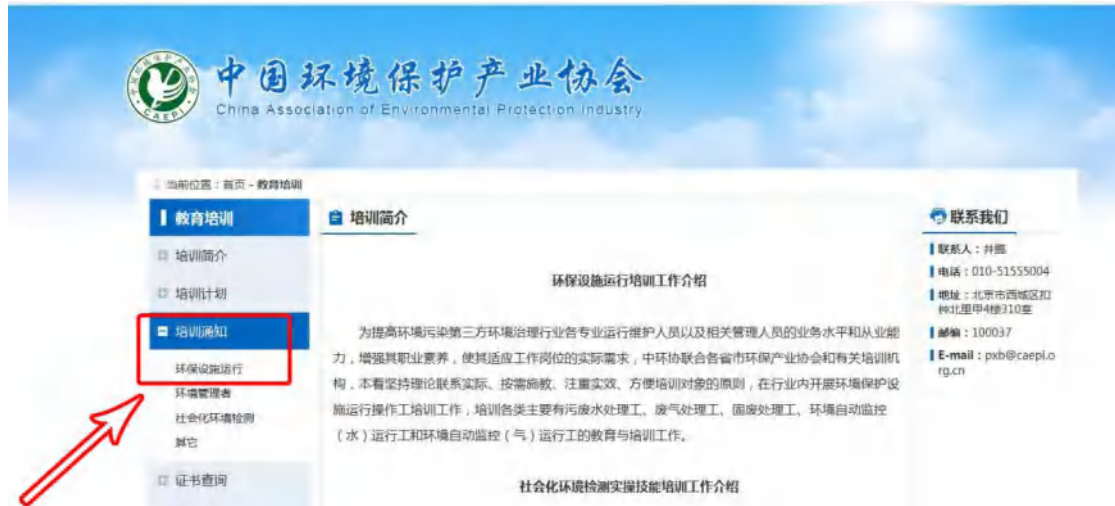 中国环境保护产业协会
China Association of Environmental Protection Industry
CAEPI
当前位置：首页 - 教育培训
教育培训
培训简介
培训计划
培训通知
环保设施运行
环境管理者
社会化环境检测
其它
证书查询
培训简介
环保设施运行培训工作介绍
为提高环境污染第三方环境治理行业各专业运行维护人员以及相关管理人员的业务水平和从业能
力，增强其职业素养，使其适应工作岗位的实际需求，中环协联合各省市环保产业协会和有关培训机
构，本着坚持理论联系实际、按需施教、注重实效、方便培训对象的原则，在行业内开展环境保护设
施运行操作工培训工作，培训各类主要有污废水处理工、废气处理工、固废处理工、环境自动监控
（水）运行工和环境自动监控（气）运行工的教育与培训工作。
社会化环境检测实操技能培训工作介绍
联系我们
联系人：井鹏
电话：010-51555004
地址：北京市西城区扣
钟北里甲4楼310室
邮编：100037
E-mail：pxb@caepi.o
rg.cn